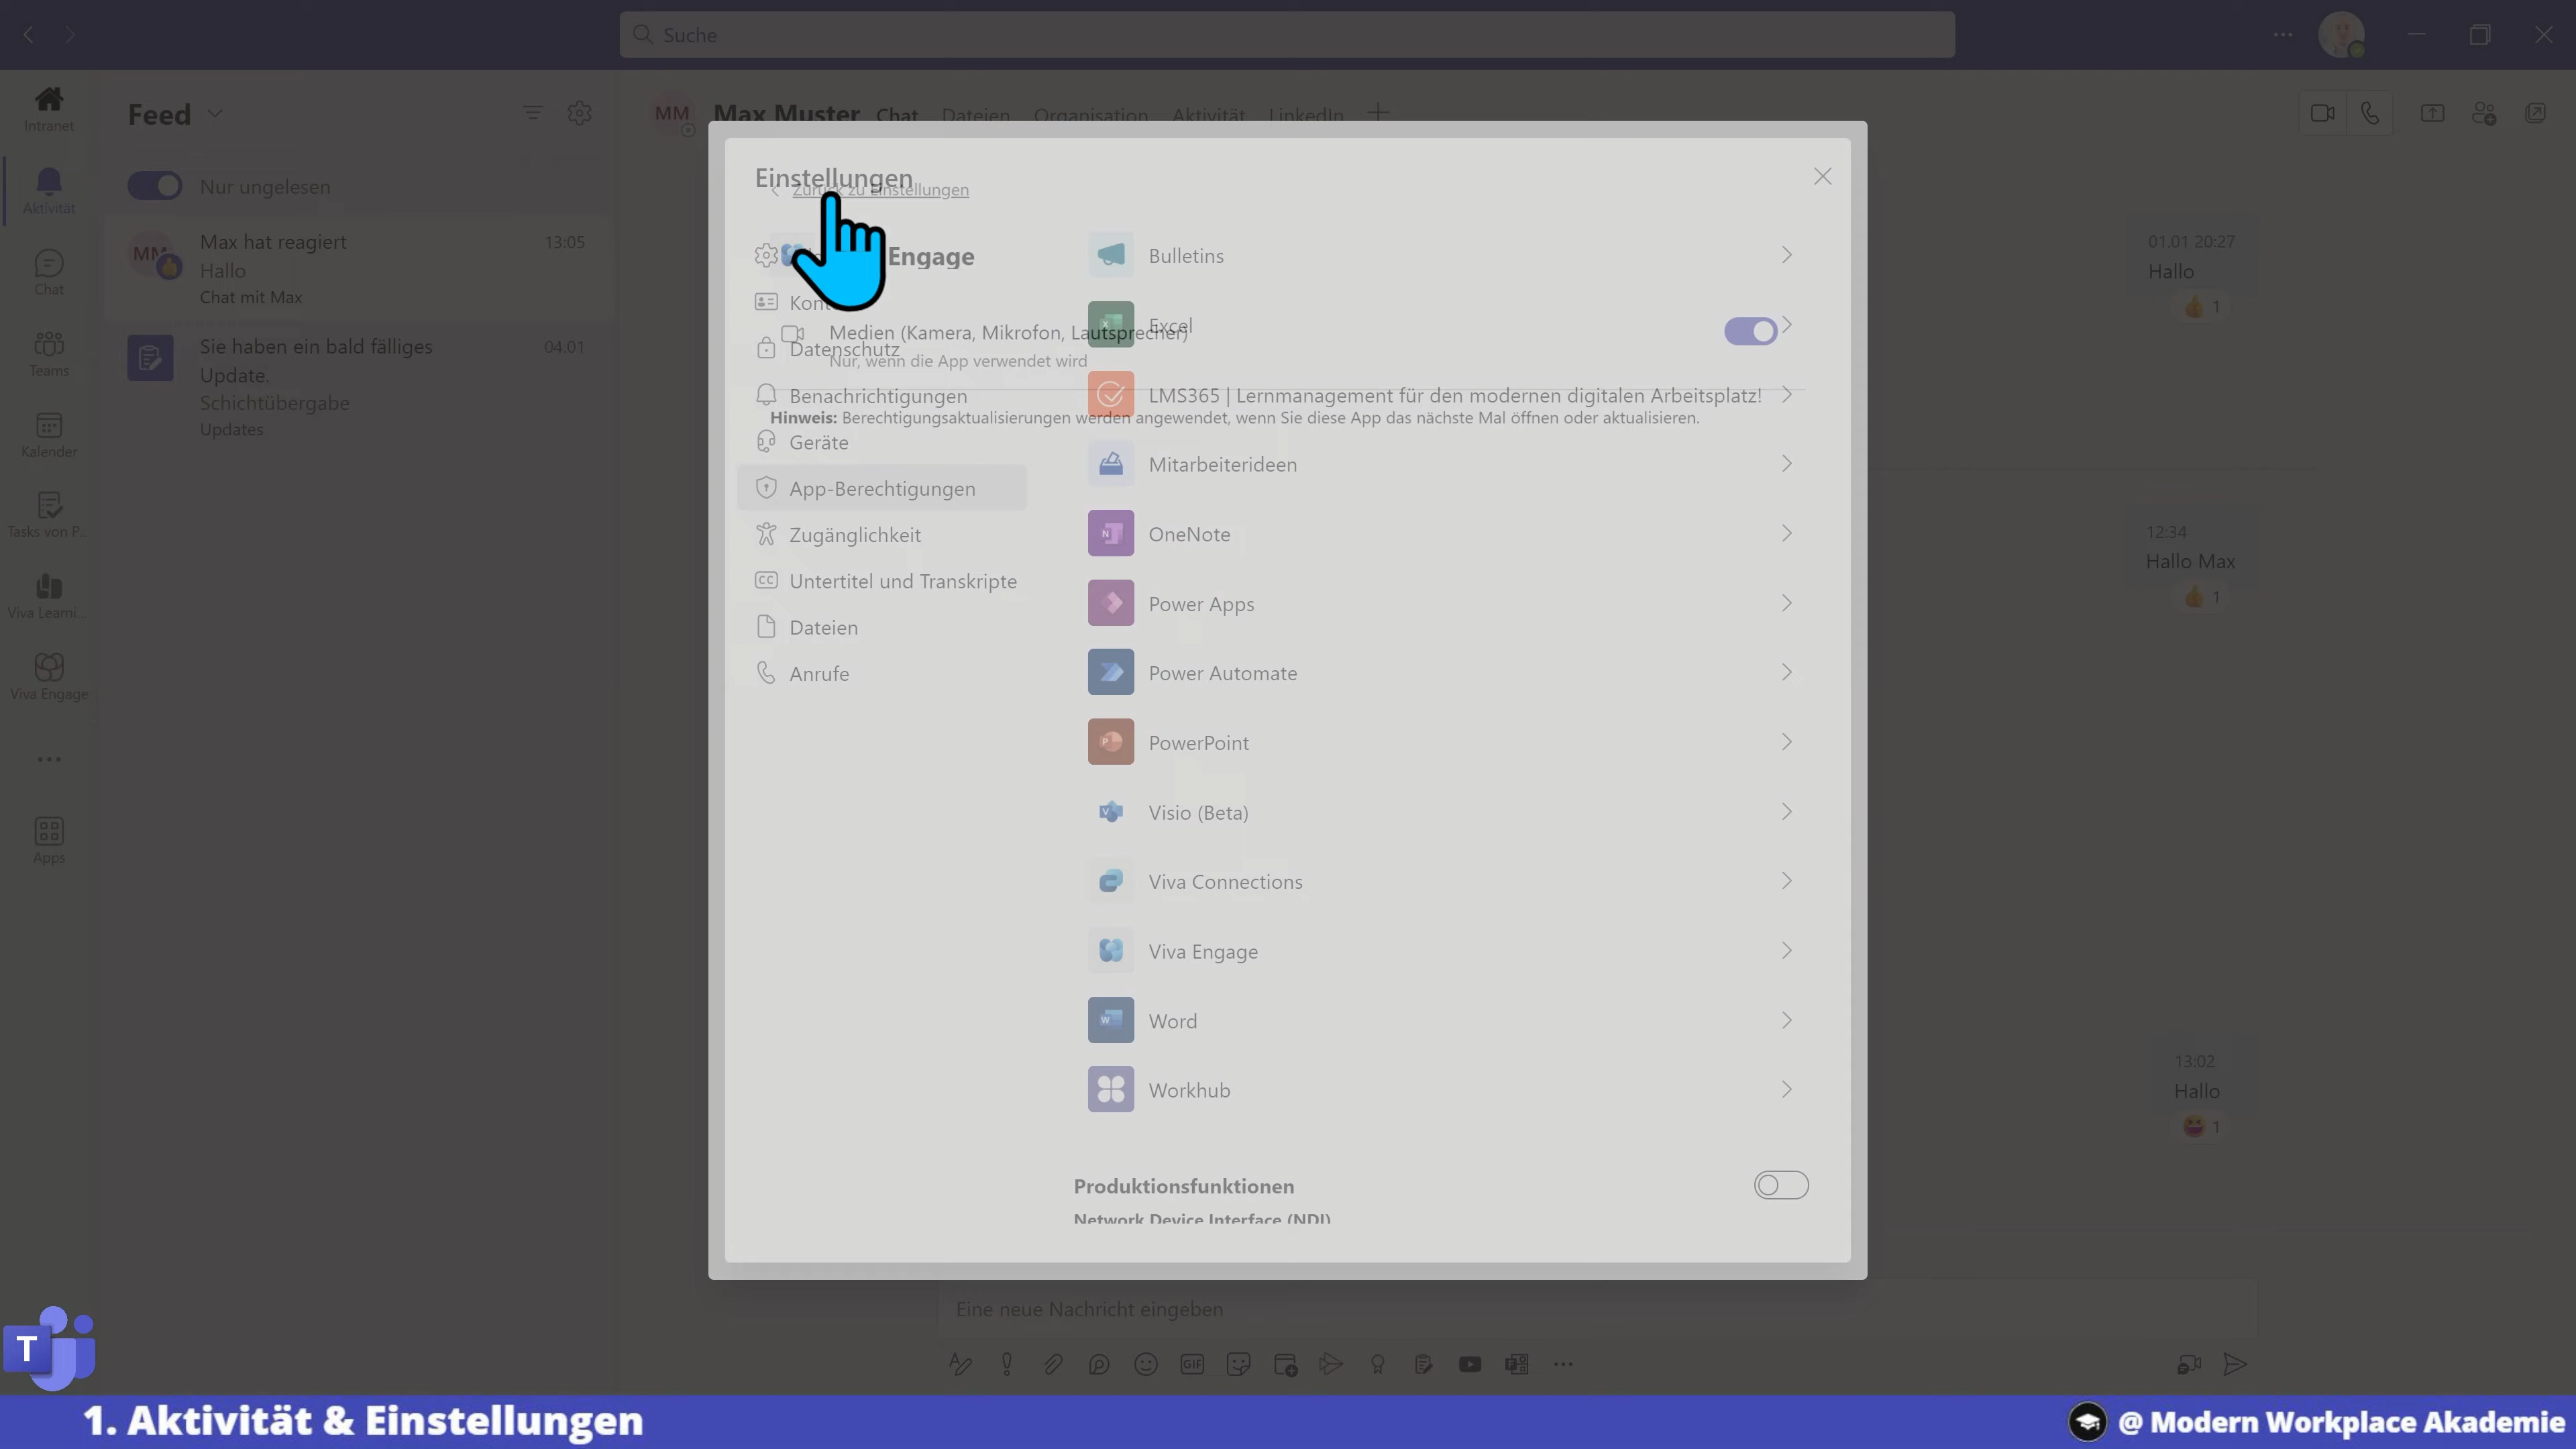 Suche
Intranet
Aktivität
Chat
Teams
Kalender
Tasks von P...
Viva Learni...
Viva Engage
Apps
Feed
Nur ungelesen
Max hat reagiert 13:05
Hallo
Chat mit Max
Sie haben ein bald fälliges 04.01
Update.
Schichtübergabe
Updates
MM Max Muster Chat Dateien Organisation Aktivität LinkedIn
Einstellungen
Zurück zu Einstellungen
Engage
Medien (Kamera, Mikrofon, Lautsprecher)
Datenschutz
Nur, wenn die App verwendet wird
Benachrichtigungen
Hinweis: Berechtigungsaktualisierungen werden angewendet, wenn Sie diese App das nächste Mal öffnen oder aktualisieren.
Geräte
App-Berechtigungen
Zugänglichkeit
CC Untertitel und Transkripte
Dateien
Anrufe
Bulletins
Excel
LMS365 | Lernmanagement für den modernen digitalen Arbeitsplatz!
Mitarbeiterideen
OneNote
Power Apps
Power Automate
PowerPoint
Visio (Beta)
Viva Connections
Viva Engage
Word
Workhub
Produktionsfunktionen
Network Device Interface (NDI)
01.01 20:27
Hallo
1
12:34
Hallo Max
1
13:02
Hallo
1
Eine neue Nachricht eingeben
GIF
T
1. Aktivität & Einstellungen
@ Modern Workplace Akademie